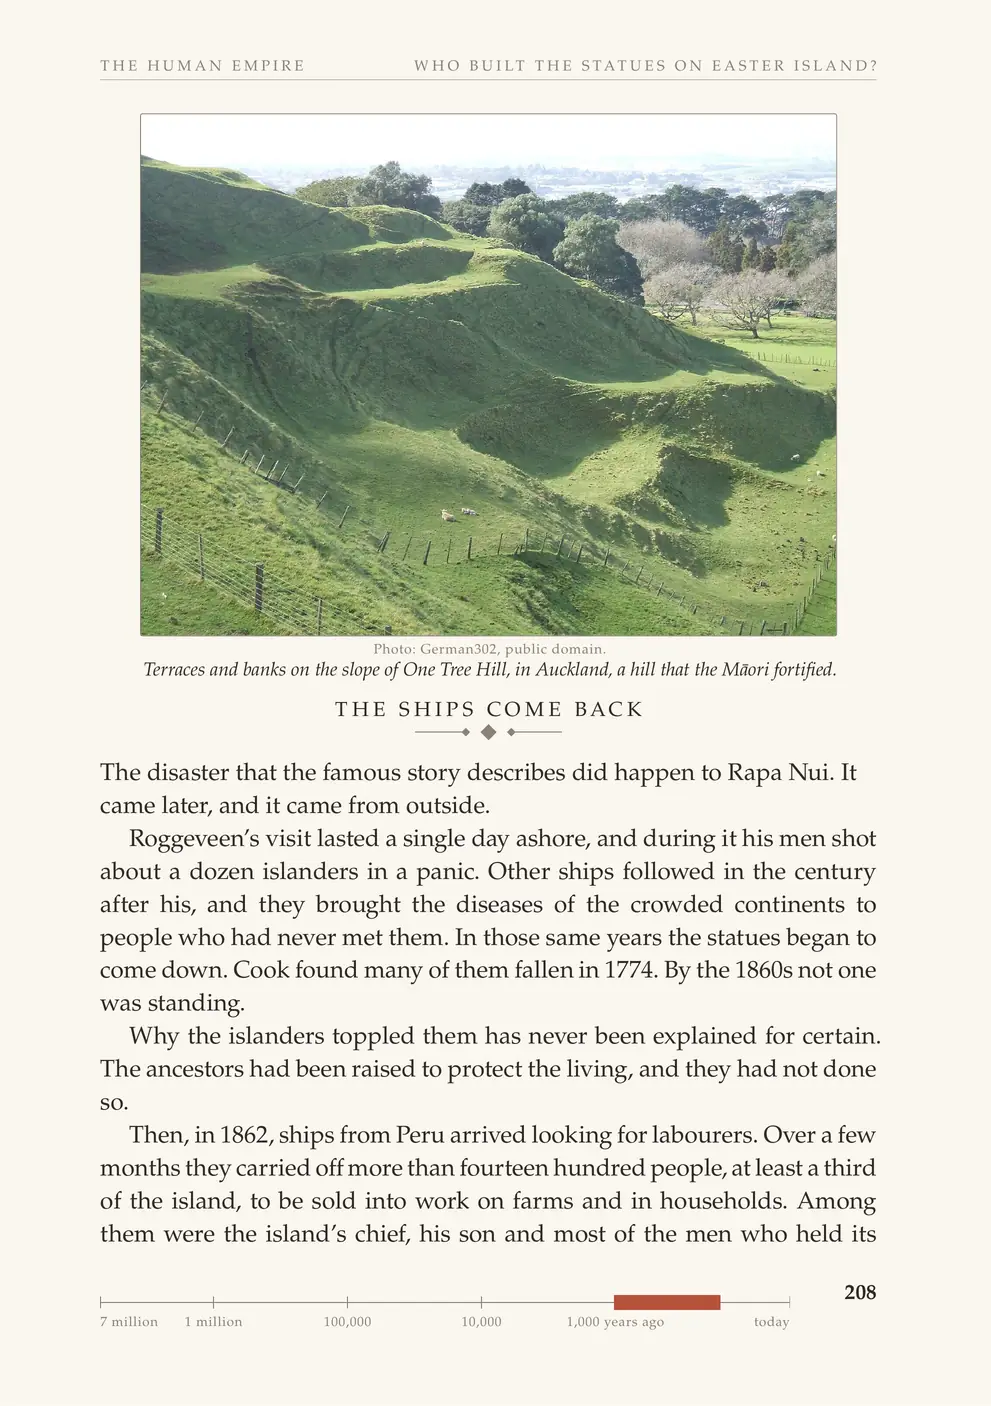 THE HUMAN EMPIRE
WHO BUILT THE STATUES ON EASTER ISLAND?
Photo: German302, public domain.
Terraces and banks on the slope of One Tree Hill, in Auckland, a hill that the Māori fortified.
THE SHIPS COME BACK
The disaster that the famous story describes did happen to Rapa Nui. It
came later, and it came from outside.
Roggeveen’s visit lasted a single day ashore, and during it his men shot
about a dozen islanders in a panic. Other ships followed in the century
after his, and they brought the diseases of the crowded continents to
people who had never met them. In those same years the statues began to
come down. Cook found many of them fallen in 1774. By the 1860s not one
was standing.
Why the islanders toppled them has never been explained for certain.
The ancestors had been raised to protect the living, and they had not done
so.
Then, in 1862, ships from Peru arrived looking for labourers. Over a few
months they carried off more than fourteen hundred people, at least a third
of the island, to be sold into work on farms and in households. Among
them were the island’s chief, his son and most of the men who held its
208
7 million
1 million
100,000
10,000
1,000 years ago
today